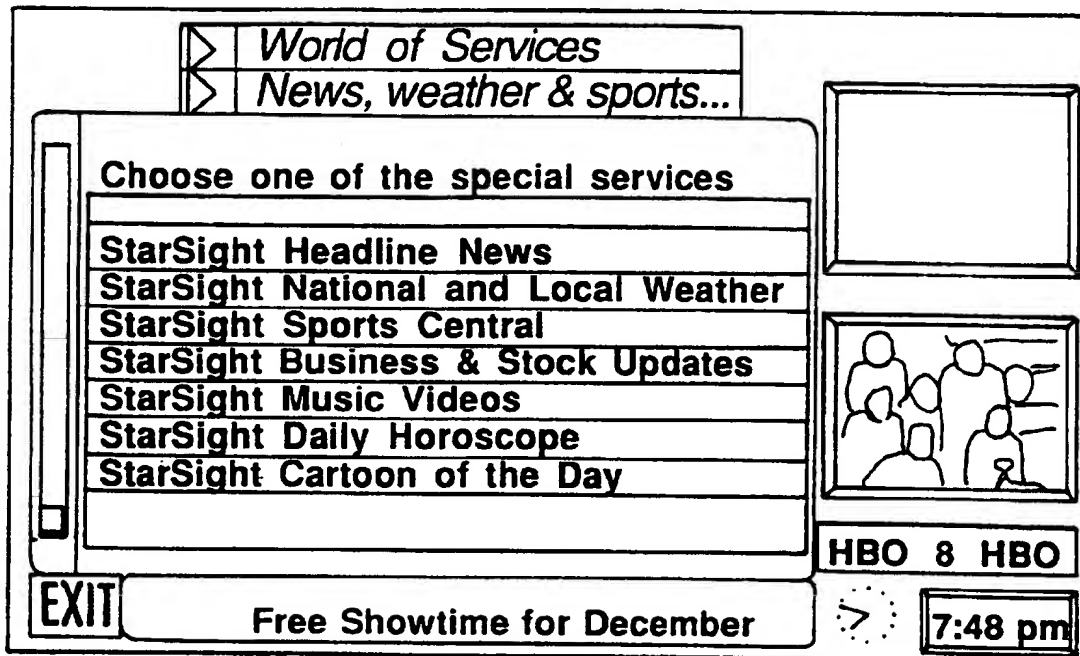 World of Services
News, weather & sports...
Choose one of the special services
StarSight Headline News
StarSight National and Local Weather
StarSight Sports Central
StarSight Business & Stock Updates
StarSight Music Videos
StarSight Daily Horoscope
StarSight Cartoon of the Day
HBO 8 HBO
EXIT
Free Showtime for December
7:48 pm